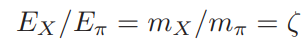 E_X/E_π = m_X/m_π = ζ